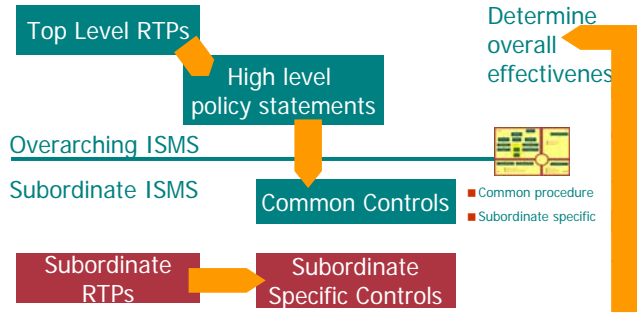 Top Level RTPs
Determine
overall
effectivenes
High level
policy statements
Overarching ISMS
Subordinate ISMS
Common Controls
Common procedure
Subordinate specific
Subordinate
RTPs
Subordinate
Specific Controls